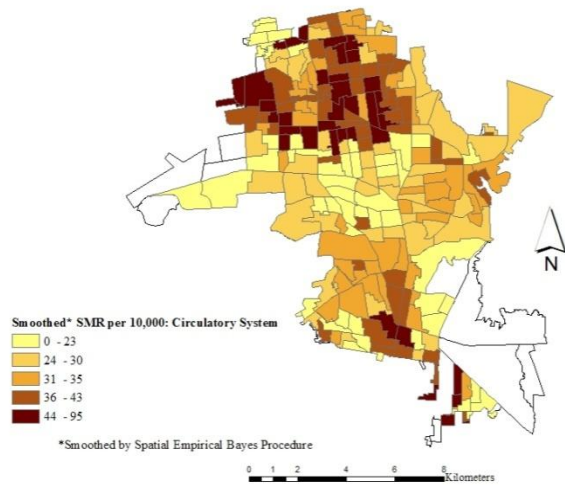 N
Smoothed* SMR per 10,000: Circulatory System
0 - 23
24 - 30
31 - 35
36 - 43
44 - 95
*Smoothed by Spatial Empirical Bayes Procedure
0 1 2 4 6 8
Kilometers